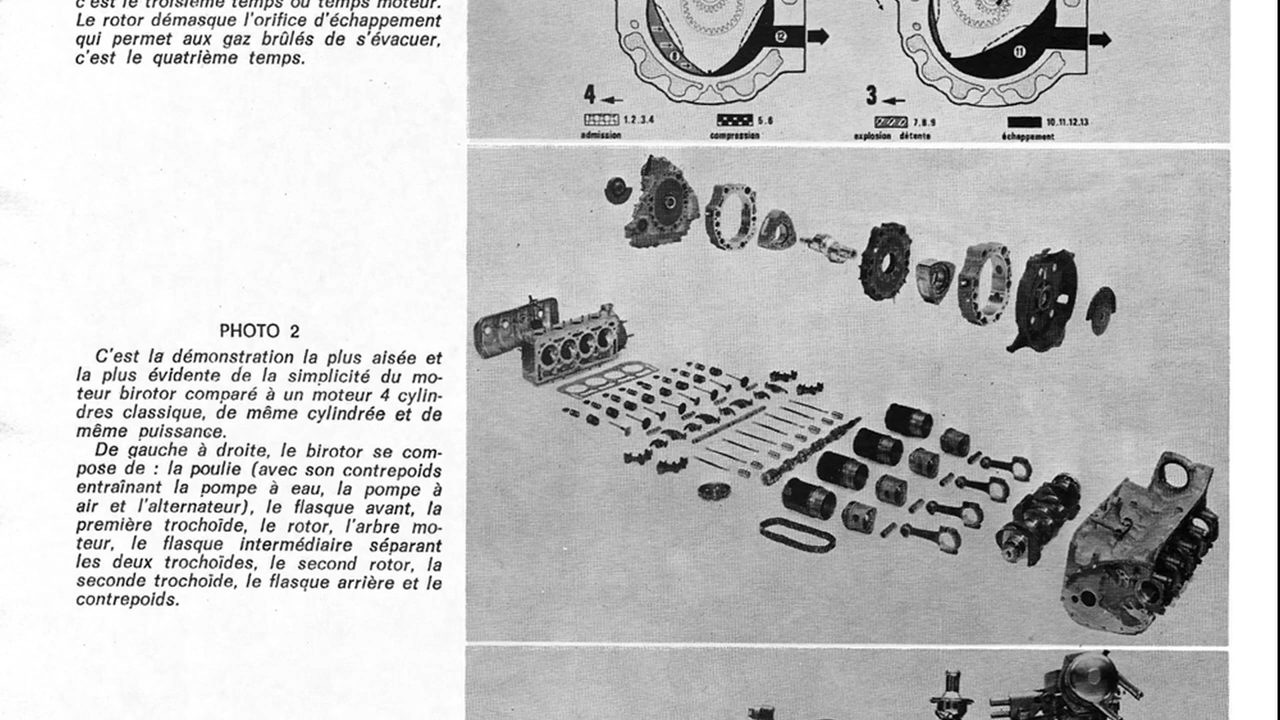 c'est le troisième temps ou temps moteur.
Le rotor démasque l'orifice d'échappement
qui permet aux gaz brûlés de s'évacuer,
c'est le quatrième temps.
12
11
4
3
1.2.3.4
5.6
7.8.9
10.11.12.13
admission
compression
explosion détente
échappement
PHOTO 2
C'est la démonstration la plus aisée et
la plus évidente de la simplicité du mo-
teur birotor comparé à un moteur 4 cylin-
dres classique, de même cylindrée et de
même puissance.
De gauche à droite, le birotor se com-
pose de : la poulie (avec son contrepoids
entraînant la pompe à eau, la pompe à
air et l'alternateur), le flasque avant, la
première trochoïde, le rotor, l'arbre mo-
teur, le flasque intermédiaire séparant
les deux trochoïdes, le second rotor, la
seconde trochoïde, le flasque arrière et le
contrepoids.